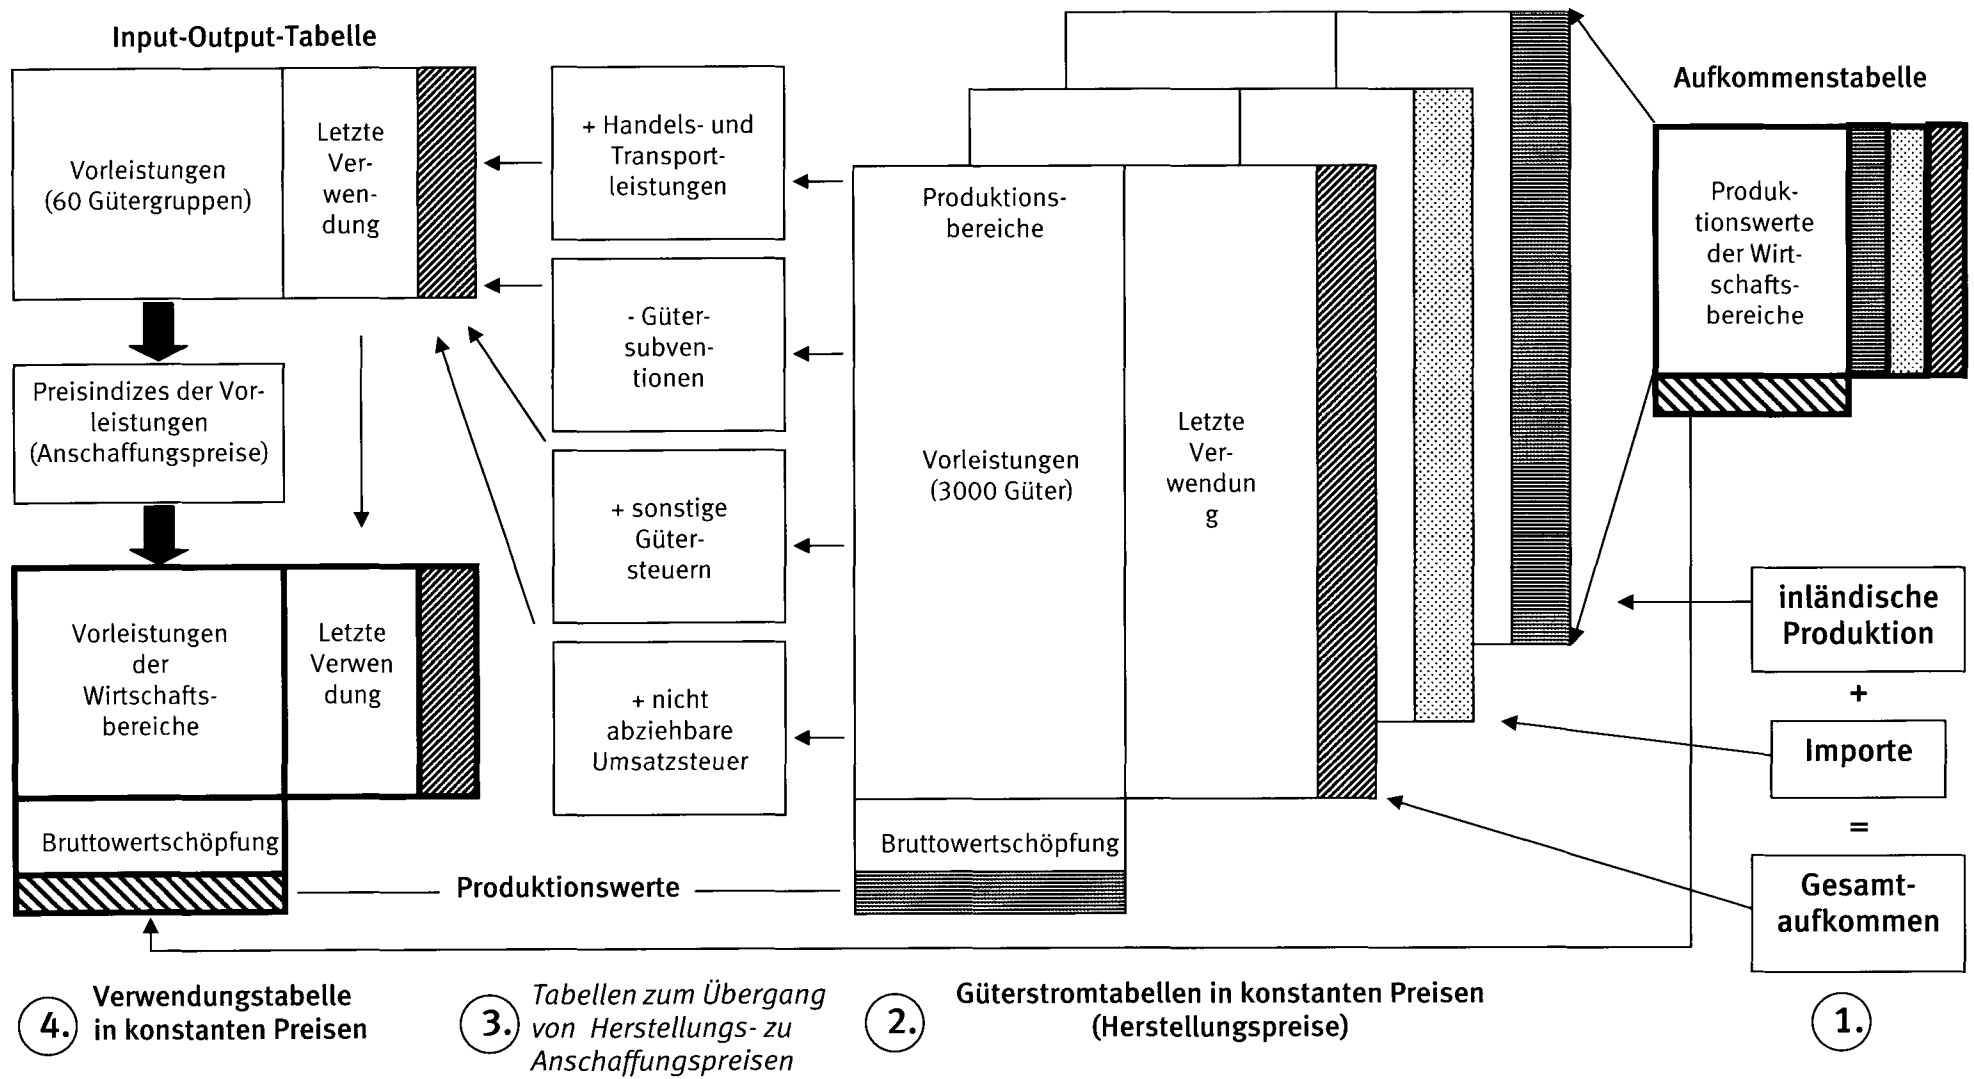 Input-Output-Tabelle
Vorleistungen
(60 Gütergruppen)
Letzte
Ver-
wen-
dung
Preisindizes der Vor-
leistungen
(Anschaffungspreise)
Vorleistungen
der
Wirtschafts-
bereiche
Letzte
Verwen
dung
Bruttowertschöpfung
Produktionswerte
+ Handels- und
Transport-
leistungen
- Güter-
subven-
tionen
+ sonstige
Güter-
steuern
+ nicht
abziehbare
Umsatzsteuer
Produktions-
bereiche
Vorleistungen
(3000 Güter)
Letzte
Ver-
wendun
g
Bruttowertschöpfung
Aufkommenstabelle
Produk-
tionswerte
der Wirt-
schafts-
bereiche
inländische
Produktion
+
Importe
=
Gesamt-
aufkommen
4.
Verwendungstabelle
in konstanten Preisen
3.
Tabellen zum Übergang
von Herstellungs- zu
Anschaffungspreisen
2.
Güterstromtabellen in konstanten Preisen
(Herstellungspreise)
1.